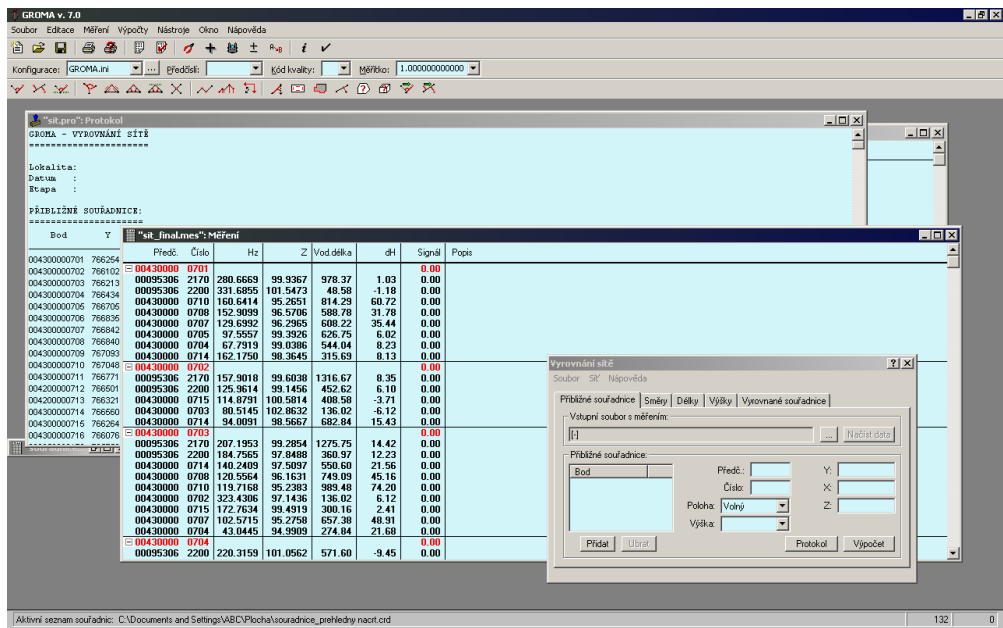 GROMA v. 7.0
Soubor Editace Měření Výpočty Nástroje Okno Nápověda
Konfigurace: GROMA.ini ... Předčíslí: Kód kvality: Měřítko: 1.000000000000
"sit.pro": Protokol
GROMA - VYROVNÁNÍ SÍTĚ
======================
Lokalita:
Datum :
Etapa :
PŘIBLIŽNÉ SOUŘADNICE:
=====================
Bod Y
004300000701 766254
004300000702 766102
004300000703 766213
004300000704 766434
004300000705 766705
004300000706 766835
004300000707 766842
004300000708 766840
004300000709 767093
004300000710 767048
004300000711 766771
004200000712 766501
004200000713 766321
004300000714 766560
004300000715 766264
004300000716 766076
"sit_final.mes": Měření
Předč. Číslo Hz Z Vod.délka dH Signál Popis
00430000 0701 0.00
00095306 2170 280.6669 99.9367 978.37 1.03 0.00
00095306 2200 331.6855 101.5473 48.58 -1.18 0.00
00430000 0710 160.6414 95.2651 814.29 60.72 0.00
00430000 0708 152.9099 96.5706 588.78 31.78 0.00
00430000 0707 129.6992 96.2965 608.22 35.44 0.00
00430000 0705 97.5557 99.3926 626.75 6.02 0.00
00430000 0704 67.7919 99.0386 544.04 8.23 0.00
00430000 0714 162.1750 98.3645 315.69 8.13 0.00
00430000 0702 0.00
00095306 2170 157.9018 99.6038 1316.67 8.35 0.00
00095306 2200 125.9614 99.1456 452.62 6.10 0.00
00430000 0715 114.8791 100.5814 408.58 -3.71 0.00
00430000 0703 80.5145 102.8632 136.02 -6.12 0.00
00430000 0714 94.0091 98.5667 682.84 15.43 0.00
00430000 0703 0.00
00095306 2170 207.1953 99.2854 1275.75 14.42 0.00
00095306 2200 184.7565 97.8488 360.97 12.23 0.00
00430000 0714 140.2409 97.5097 550.60 21.56 0.00
00430000 0708 120.5564 96.1631 749.09 45.16 0.00
00430000 0710 119.7168 95.2383 989.48 74.20 0.00
00430000 0702 323.4306 97.1436 136.02 6.12 0.00
00430000 0715 172.7634 99.4919 300.16 2.41 0.00
00430000 0707 102.5715 95.2758 657.38 48.91 0.00
00430000 0704 43.0445 94.9909 274.84 21.68 0.00
00430000 0704 0.00
00095306 2200 220.3159 101.0562 571.60 -9.45 0.00
Vyrovnání sítě
Soubor Síť Nápověda
Přibližné souřadnice Směry Délky Výšky Vyrovnané souřadnice
Vstupní soubor s měřením:
[-] ... Načíst data
Přibližné souřadnice:
Bod
Předč.: Y:
Číslo: X:
Poloha: Volný Z:
Výška:
Přidat Ubrat Protokol Výpočet
Aktivní seznam souřadnic: C:\Documents and Settings\ABC\Plocha\souradnice_prehledny nacrt.crd 132 0